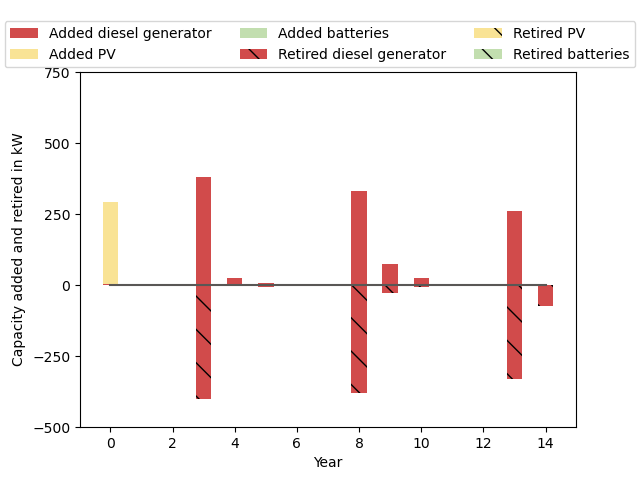 Added diesel generator Added batteries Retired PV
Added PV Retired diesel generator Retired batteries
750
500
250
0
−250
−500
Capacity added and retired in kW
0 2 4 6 8 10 12 14
Year